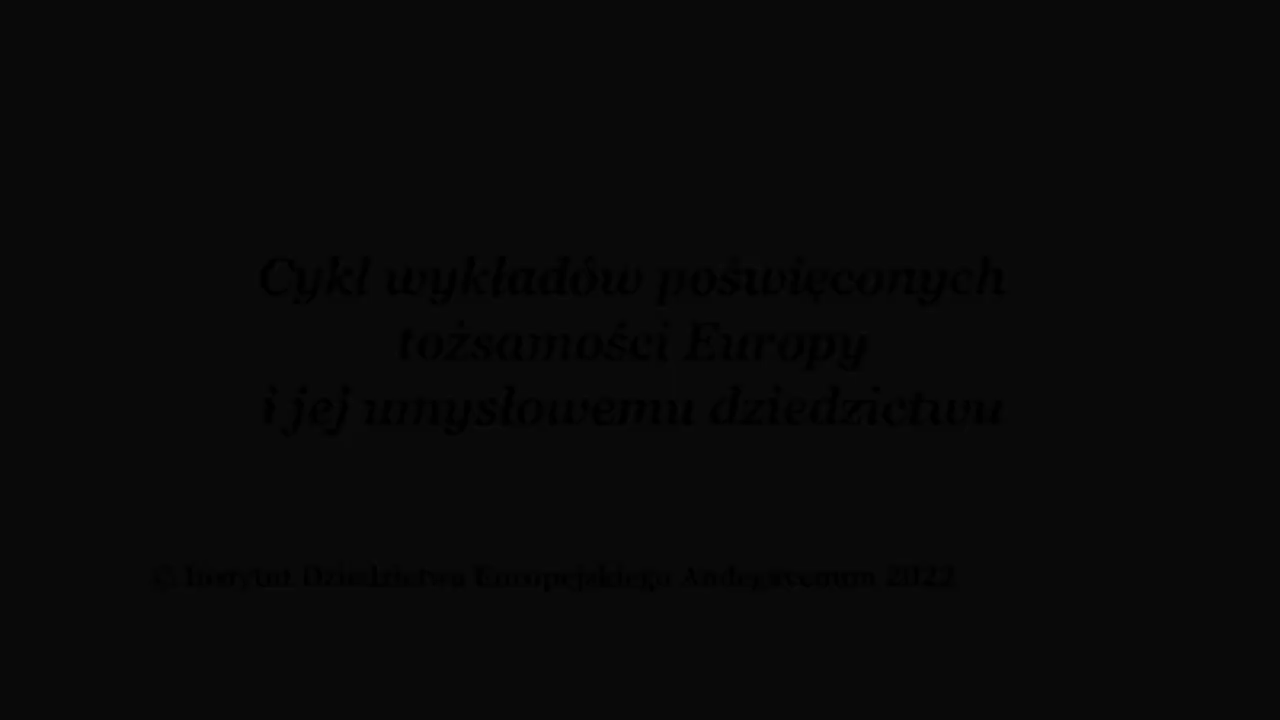 Cykl wykładów poświęconych
tożsamości Europy
i jej umysłowemu dziedzictwu
© Instytut Dziedzictwa Europejskiego Andegavenum 2022